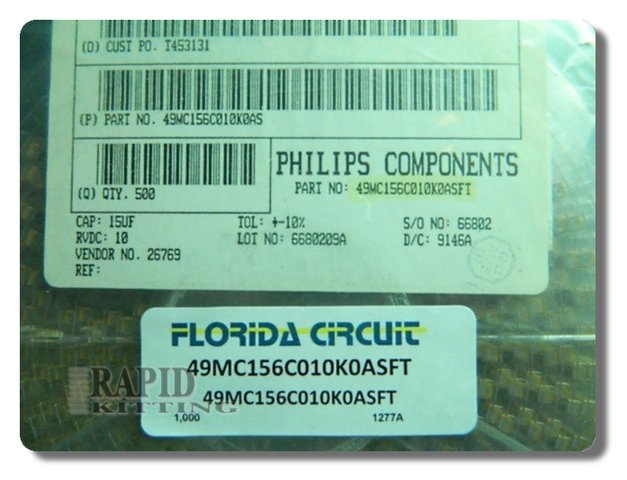 (O) CUST PO. T453131
(P) PART NO. 49MC156C010K0AS
(Q) QTY. 500
PHILIPS COMPONENTS
PART NO: 49MC156C010K0ASFT
CAP: 15UF TOL: +-10% S/O NO: 66802
RVDC: 10 LOT NO: 6680209A D/C: 9146A
VENDOR NO. 26769
REF:
FLORIDA CIRCUIT
49MC156C010K0ASFT
49MC156C010K0ASFT
1,000 1277A
RAPID
KITTING